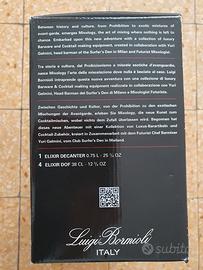 Between history and culture, from Prohibition to exotic mixtures of
avant-garde, emerges Mixology, the art of mixing where nothing is left to
chance. Embarked upon this new adventure with a collection of luxury
Barware & Cocktail making equipment, created in collaboration with Yuri
Gelmini, head barman of the Surfer's Den in Milan and Futurist Mixologist.
Tra storia e cultura, dal Proibizionismo a miscele esotiche d'avanguardia,
nasce Mixology l'arte della miscelazione dove nulla è lasciato al caso. Luigi
Bormioli intraprende questa nuova avventura con una collezione di luxury
Barware & Cocktail making equipment, creata in collaborazione con Yuri
Gelmini, Head Barman del Surfer's Den di Milano e Mixologist Futurista.
Zwischen Geschichte und Kultur, von der Prohibition zu den exotischen
Mischungen der Avantgarde, erleben Sie Mixology, die neue Kunst zum
Cocktailmischen, wobei nichts dem Zufall überlassen wird. Begeben Sie
dieses neue Abenteuer mit einer Kollektion von Luxus-Barartikeln und
Cocktailzubehör, kreiert in Zusammenarbeit mit dem Futurist Chef Barmixer
Yuri Gelmini, vom Club Surfer's Den in Mailand.
1 ELIXIR DECANTER 0.75 L - 25 ¼ OZ
4 ELIXIR DOF 38 CL - 12 ¾ OZ
Luigi Bormioli
ITALY
subito